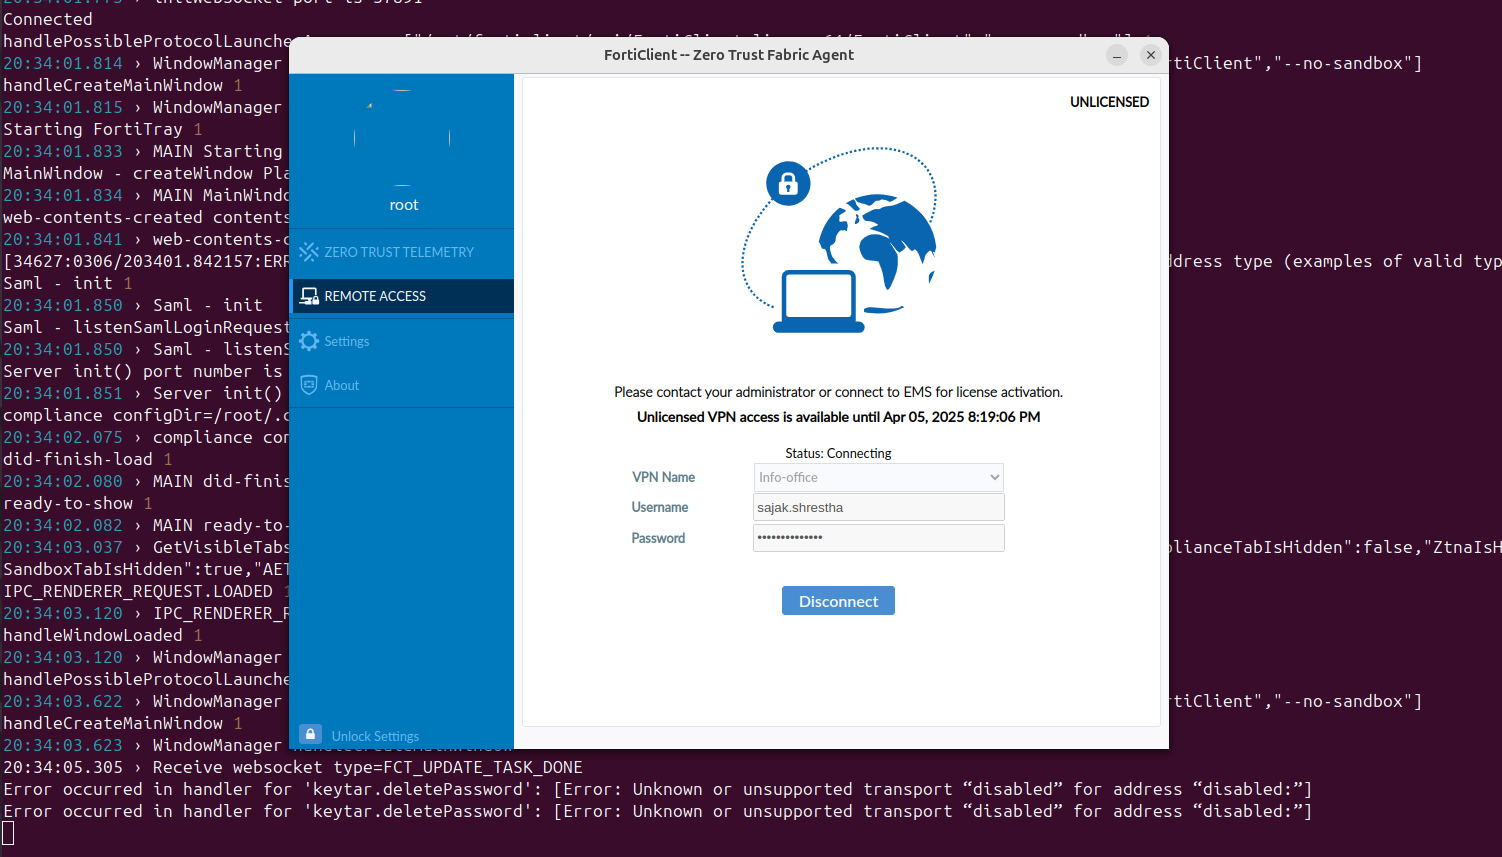 Connected
handlePossibleProtocolLaunche
20:34:01.814 › WindowManager rtiClient","--no-sandbox"]
handleCreateMainWindow 1
20:34:01.815 › WindowManager
Starting FortiTray 1
20:34:01.833 › MAIN Starting
MainWindow - createWindow Pla
20:34:01.834 › MAIN MainWindo
web-contents-created contents
20:34:01.841 › web-contents-c
[34627:0306/203401.842157:ERR ddress type (examples of valid typ
Saml - init 1
20:34:01.850 › Saml - init
Saml - listenSamlLoginRequest
20:34:01.850 › Saml - listenS
Server init() port number is
20:34:01.851 › Server init()
compliance configDir=/root/.c
20:34:02.075 › compliance con
did-finish-load 1
20:34:02.080 › MAIN did-finis
ready-to-show 1
20:34:02.082 › MAIN ready-to-
20:34:03.037 › GetVisibleTabs plianceTabIsHidden":false,"ZtnaIsH
SandboxTabIsHidden":true,"AET
IPC_RENDERER_REQUEST.LOADED 1
20:34:03.120 › IPC_RENDERER_R
handleWindowLoaded 1
20:34:03.120 › WindowManager
handlePossibleProtocolLaunche
20:34:03.622 › WindowManager rtiClient","--no-sandbox"]
handleCreateMainWindow 1
20:34:03.623 › WindowManager
20:34:05.305 › Receive websocket type=FCT_UPDATE_TASK_DONE
Error occurred in handler for 'keytar.deletePassword': [Error: Unknown or unsupported transport “disabled” for address “disabled:”]
Error occurred in handler for 'keytar.deletePassword': [Error: Unknown or unsupported transport “disabled” for address “disabled:”]
FortiClient -- Zero Trust Fabric Agent
root
ZERO TRUST TELEMETRY
REMOTE ACCESS
Settings
About
Unlock Settings
UNLICENSED
Please contact your administrator or connect to EMS for license activation.
Unlicensed VPN access is available until Apr 05, 2025 8:19:06 PM
Status: Connecting
VPN Name Info-office
Username sajak.shrestha
Password ••••••••••••••
Disconnect